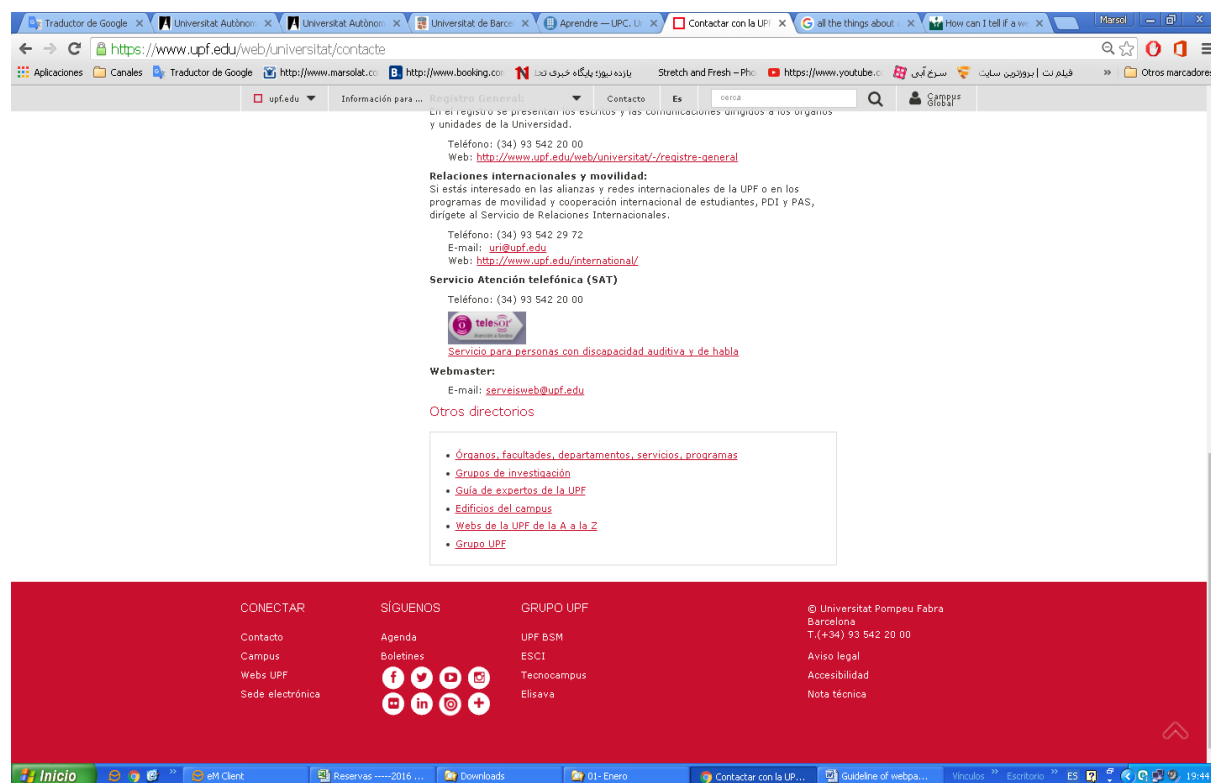 Traductor de Google
Universitat Autònom
Universitat Autònom
Universitat de Barce
Aprendre — UPC. Un
Contactar con la UPF
all the things about
How can I tell if a we
Marsol
https://www.upf.edu/web/universitat/contacte
Aplicaciones
Canales
Traductor de Google
http://www.marsolat.co
http://www.booking.com
یازده نیوز؛ پایگاه خبری تحل
Stretch and Fresh – Pho
https://www.youtube.c
سرخ آبی
فیلم نت | بروزترین سایت
Otros marcadores
upf.edu
Información para ...
Registro General:
Contacto
Es
cerca
Campus Global
En el registro se presentan los escritos y las comunicaciones dirigidos a los órganos
y unidades de la Universidad.
Teléfono: (34) 93 542 20 00
Web: http://www.upf.edu/web/universitat/-/registre-general
Relaciones internacionales y movilidad:
Si estás interesado en las alianzas y redes internacionales de la UPF o en los
programas de movilidad y cooperación internacional de estudiantes, PDI y PAS,
dirígete al Servicio de Relaciones Internacionales.
Teléfono: (34) 93 542 29 72
E-mail: uri@upf.edu
Web: http://www.upf.edu/international/
Servicio Atención telefónica (SAT)
Teléfono: (34) 93 542 20 00
telesor
Servicio para personas con discapacidad auditiva y de habla
Webmaster:
E-mail: serveisweb@upf.edu
Otros directorios
• Órganos, facultades, departamentos, servicios, programas
• Grupos de investigación
• Guía de expertos de la UPF
• Edificios del campus
• Webs de la UPF de la A a la Z
• Grupo UPF
CONECTAR
Contacto
Campus
Webs UPF
Sede electrónica
SÍGUENOS
Agenda
Boletines
GRUPO UPF
UPF BSM
ESCI
Tecnocampus
Elisava
© Universitat Pompeu Fabra
Barcelona
T.(+34) 93 542 20 00
Aviso legal
Accesibilidad
Nota técnica
Inicio
eM Client
Reservas -----2016 ...
Downloads
01- Enero
Contactar con la UP...
Guideline of webpa...
Vínculos
Escritorio
ES
19:44